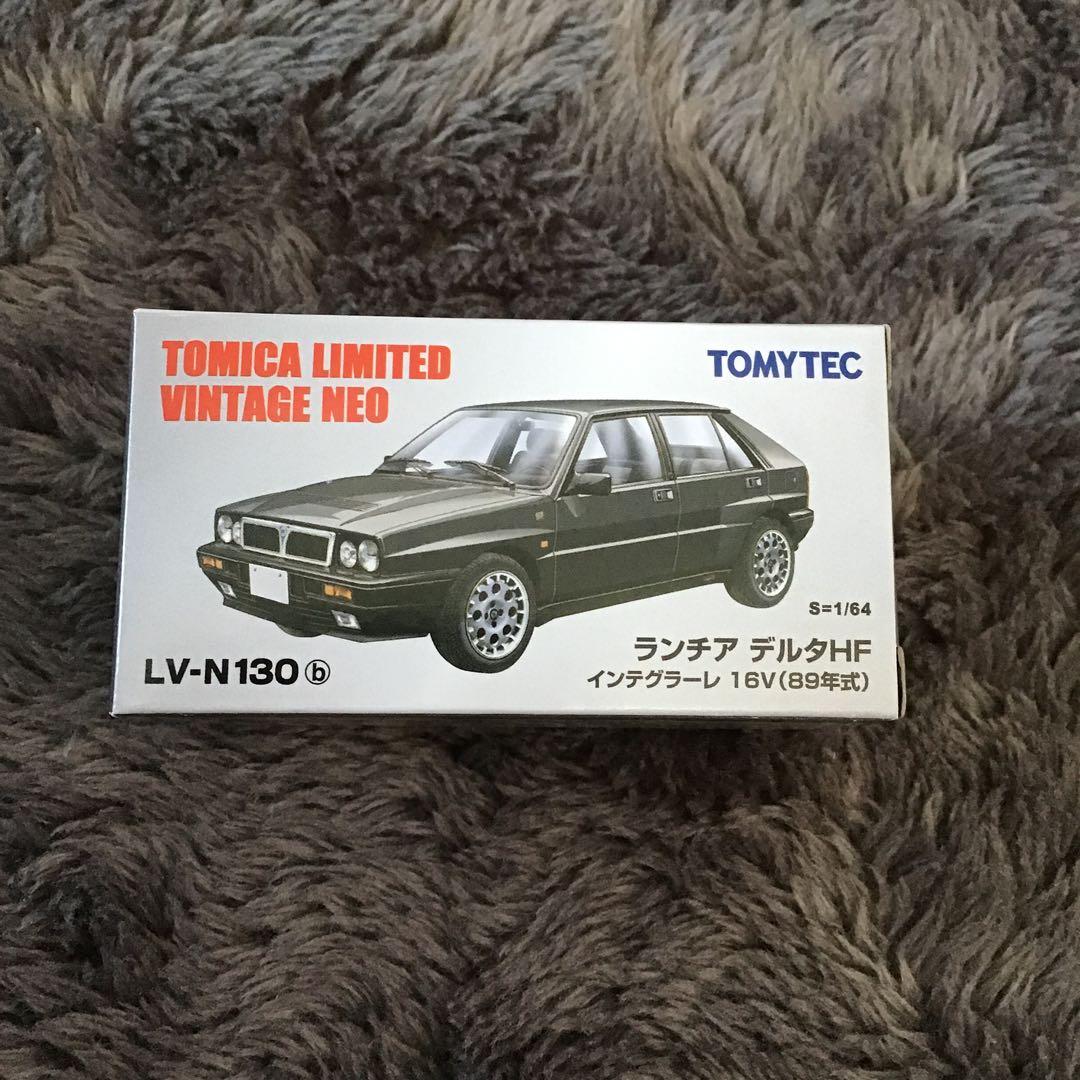 TOMICA LIMITED
VINTAGE NEO
TOMYTEC
S=1/64
LV-N130 ⓑ
ランチア デルタHF
インテグラーレ 16V(89年式)